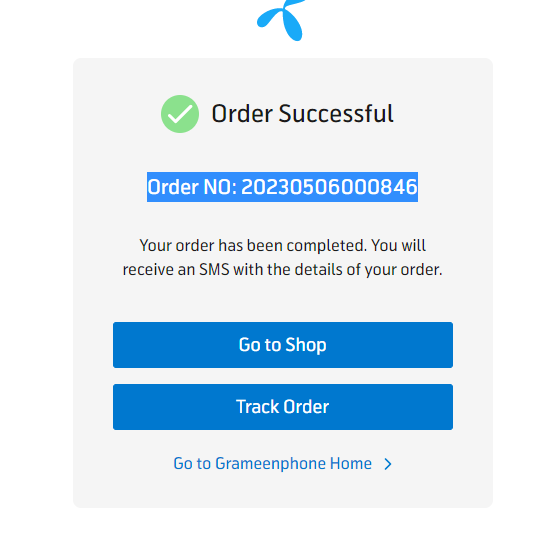 Order Successful
Order NO: 20230506000846
Your order has been completed. You will
receive an SMS with the details of your order.
Go to Shop
Track Order
Go to Grameenphone Home